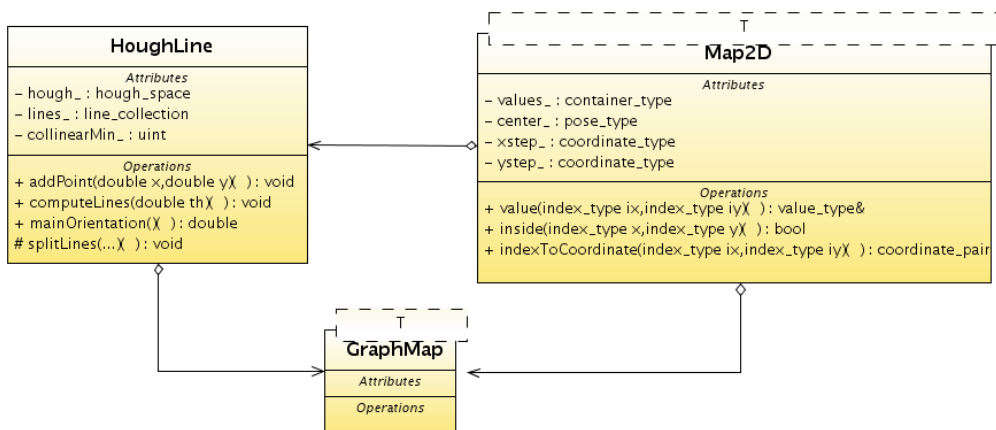 HoughLine
Attributes
– hough_ : hough_space
– lines_ : line_collection
– collinearMin_ : uint
Operations
+ addPoint(double x,double y)( ) : void
+ computeLines(double th)( ) : void
+ mainOrientation()( ) : double
# splitLines(...)( ) : void
T
Map2D
Attributes
– values_ : container_type
– center_ : pose_type
– xstep_ : coordinate_type
– ystep_ : coordinate_type
Operations
+ value(index_type ix,index_type iy)( ) : value_type&
+ inside(index_type x,index_type y)( ) : bool
+ indexToCoordinate(index_type ix,index_type iy)( ) : coordinate_pair
T
GraphMap
Attributes
Operations